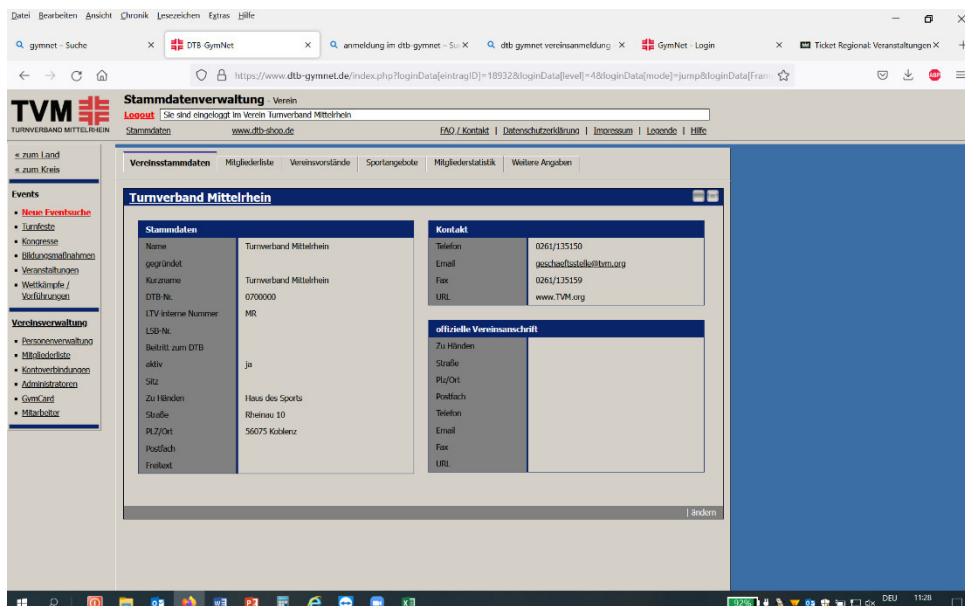 Datei Bearbeiten Ansicht Chronik Lesezeichen Extras Hilfe
gymnet – Suche
DTB-GymNet
anmeldung im dtb-gymnet – Su
dtb gymnet vereinsanmeldung
GymNet - Login
Ticket Regional: Veranstaltungen
https://www.dtb-gymnet.de/index.php?loginData[eintragID]=18932&loginData[level]=4&loginData[mode]=jump&loginData[Fram
ABP
TVM
TURNVERBAND MITTELRHEIN
Stammdatenverwaltung - Verein
Logout Sie sind eingeloggt im Verein Turnverband Mittelrhein
Stammdaten www.dtb-shop.de FAQ / Kontakt | Datenschutzerklärung | Impressum | Legende | Hilfe
« zum Land
« zum Kreis
Events
Neue Eventsuche
Turnfeste
Kongresse
Bildungsmaßnahmen
Veranstaltungen
Wettkämpfe /
Vorführungen
Vereinsverwaltung
Personenverwaltung
Mitgliederliste
Kontoverbindungen
Administratoren
GymCard
Mitarbeiter
Vereinsstammdaten Mitgliederliste Vereinsvorstände Sportangebote Mitgliederstatistik Weitere Angaben
Turnverband Mittelrhein
Stammdaten
Name Turnverband Mittelrhein
gegründet
Kurzname Turnverband Mittelrhein
DTB-Nr. 0700000
LTV-interne Nummer MR
LSB-Nr.
Beitritt zum DTB
aktiv ja
Sitz
Zu Händen Haus des Sports
Straße Rheinau 10
PLZ/Ort 56075 Koblenz
Postfach
Freitext
Kontakt
Telefon 0261/135150
Email geschaeftsstelle@tvm.org
Fax 0261/135159
URL www.TVM.org
offizielle Vereinsanschrift
Zu Händen
Straße
Plz/Ort
Postfach
Telefon
Email
Fax
URL
| ändern
92%
DEU 11:28